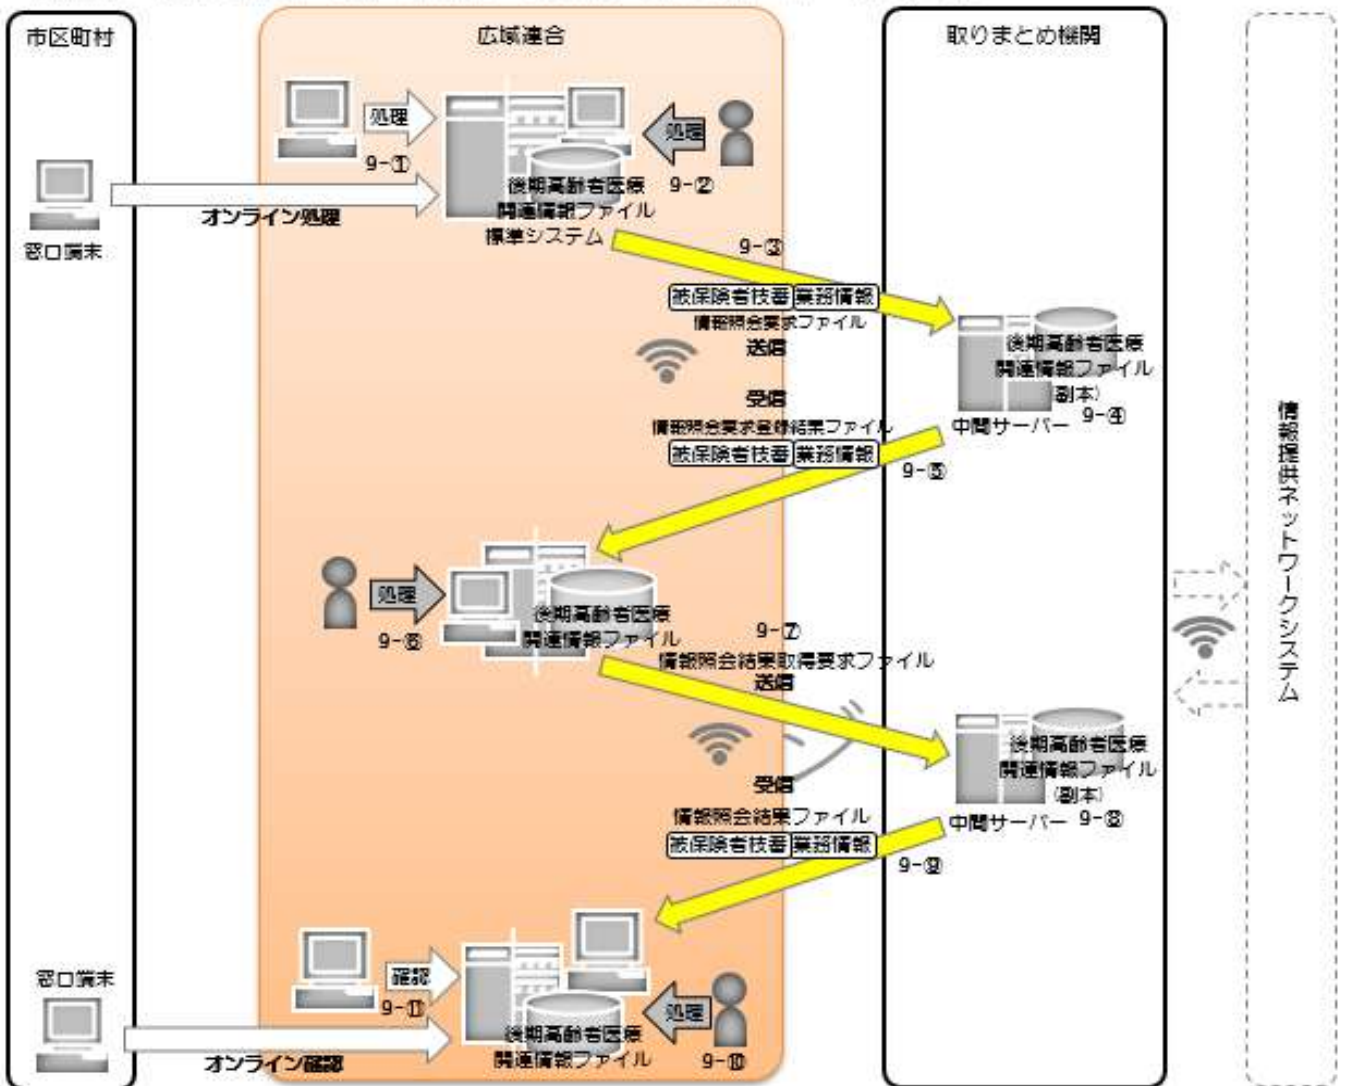 市区町村
広域連合
取りまとめ機関
処理
9-①
処理
9-②
窓口端末
オンライン処理
後期高齢者医療
関連情報ファイル
標準システム
9-③
被保険者枝番 業務情報
情報照会要求ファイル
送信
後期高齢者医療
関連情報ファイル
(副本)
中間サーバー
9-④
受信
情報照会要求登録結果ファイル
被保険者枝番 業務情報
9-⑤
処理
9-⑥
後期高齢者医療
関連情報ファイル
9-⑦
情報照会結果取得要求ファイル
送信
後期高齢者医療
関連情報ファイル
(副本)
中間サーバー
9-⑧
受信
情報照会結果ファイル
被保険者枝番 業務情報
9-⑨
窓口端末
確認
9-⑪
オンライン確認
後期高齢者医療
関連情報ファイル
処理
9-⑩
情報提供ネットワークシステム